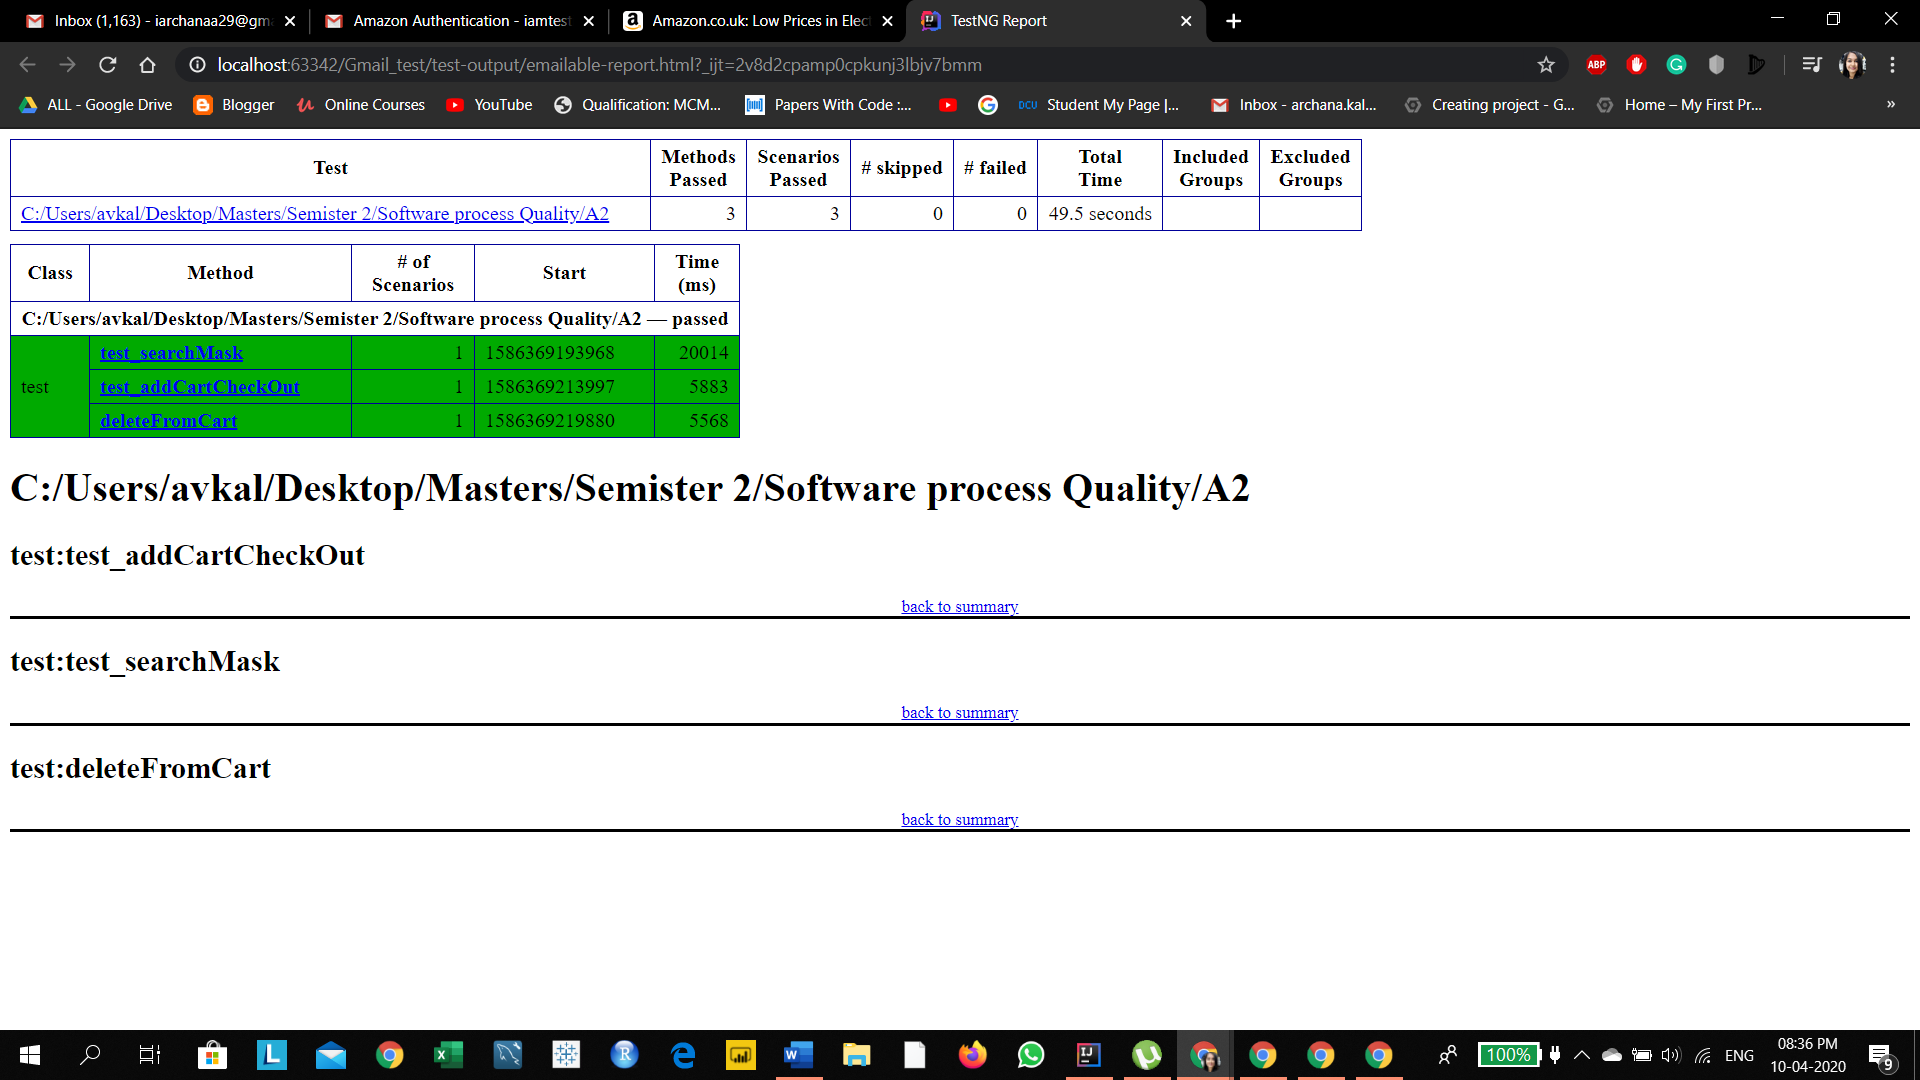 Inbox (1,163) - iarchanaa29@gm
Amazon Authentication - iamtest
Amazon.co.uk: Low Prices in Elec
TestNG Report
localhost:63342/Gmail_test/test-output/emailable-report.html?_ijt=2v8d2cpamp0cpkunj3lbjv7bmm
ABP
ALL - Google Drive
Blogger
Online Courses
YouTube
Qualification: MCM...
Papers With Code :...
DCU Student My Page |...
Inbox - archana.kal...
Creating project - G...
Home – My First Pr...
»
Test Methods Passed Scenarios Passed # skipped # failed Total Time Included Groups Excluded Groups
C:/Users/avkal/Desktop/Masters/Semister 2/Software process Quality/A2 3 3 0 0 49.5 seconds
Class Method # of Scenarios Start Time (ms)
C:/Users/avkal/Desktop/Masters/Semister 2/Software process Quality/A2 — passed
test
test_searchMask 1 1586369193968 20014
test_addCartCheckOut 1 1586369213997 5883
deleteFromCart 1 1586369219880 5568
C:/Users/avkal/Desktop/Masters/Semister 2/Software process Quality/A2
test:test_addCartCheckOut
back to summary
test:test_searchMask
back to summary
test:deleteFromCart
back to summary
100%
ENG
08:36 PM
10-04-2020
9